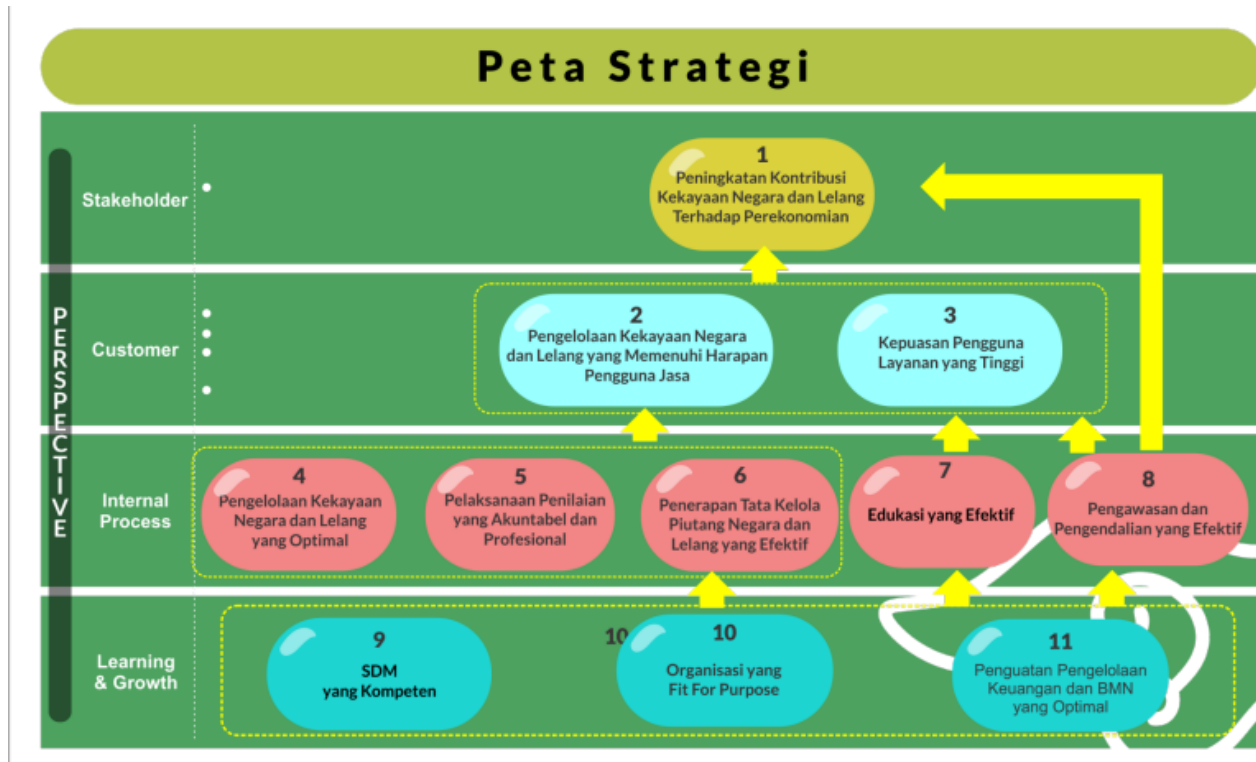 Peta Strategi
PERSPECTIVE
Stakeholder
1
Peningkatan Kontribusi
Kekayaan Negara dan Lelang
Terhadap Perekonomian
Customer
2
Pengelolaan Kekayaan Negara
dan Lelang yang Memenuhi Harapan
Pengguna Jasa
3
Kepuasan Pengguna
Layanan yang Tinggi
Internal
Process
4
Pengelolaan Kekayaan
Negara dan Lelang
yang Optimal
5
Pelaksanaan Penilaian
yang Akuntabel dan
Profesional
6
Penerapan Tata Kelola
Piutang Negara dan
Lelang yang Efektif
7
Edukasi yang Efektif
8
Pengawasan dan
Pengendalian yang Efektif
Learning
& Growth
9
SDM
yang Kompeten
10
10
Organisasi yang
Fit For Purpose
11
Penguatan Pengelolaan
Keuangan dan BMN
yang Optimal